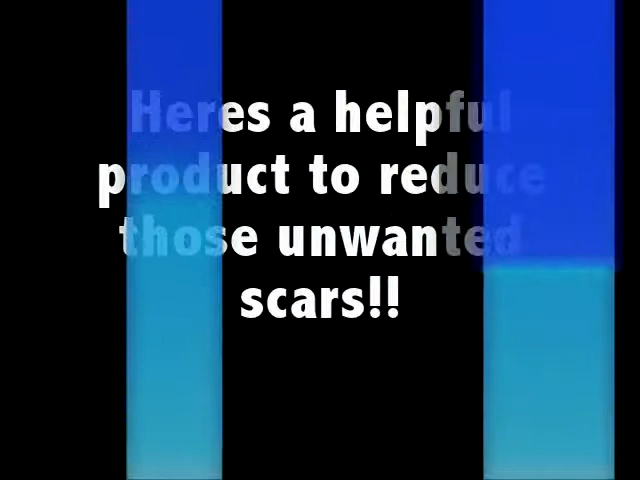 Heres a helpful
product to reduce
those unwanted
scars!!